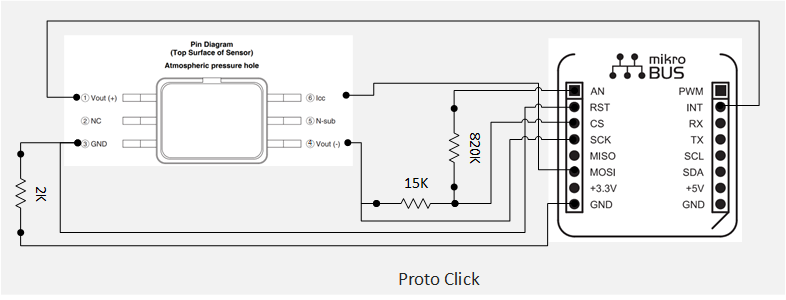 Pin Diagram
(Top Surface of Sensor)
Atmospheric pressure hole
① Vout (+)
② NC
③ GND
⑥ Icc
⑤ N-sub
④ Vout (-)
2K
15K
820K
mikro
BUS
AN
RST
CS
SCK
MISO
MOSI
+3.3V
GND
PWM
INT
RX
TX
SCL
SDA
+5V
GND
Proto Click